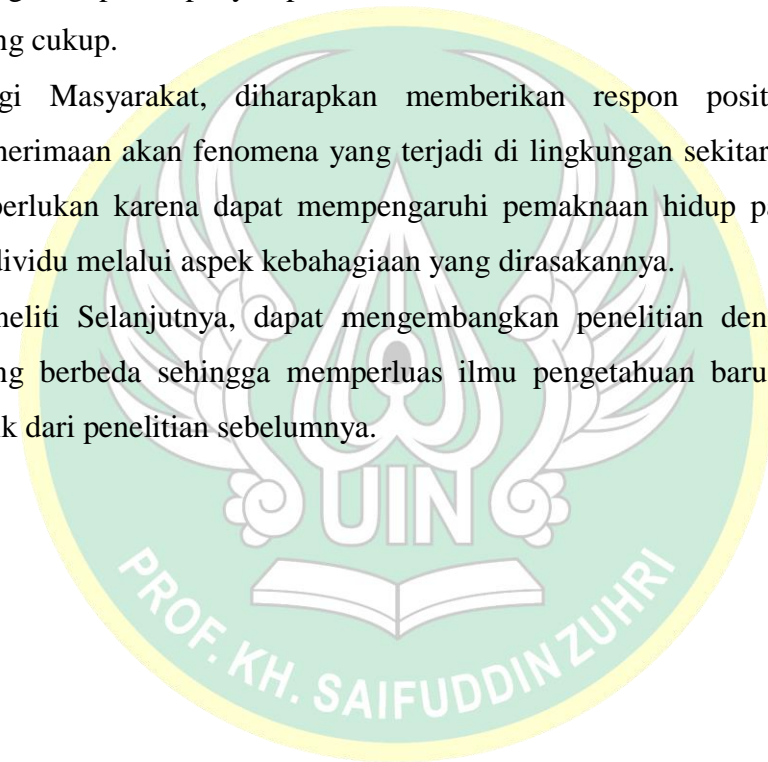 ng cukup.
gi Masyarakat, diharapkan memberikan respon posit
nerimaan akan fenomena yang terjadi di lingkungan sekitar
perlukan karena dapat mempengaruhi pemaknaan hidup pa
dividu melalui aspek kebahagiaan yang dirasakannya.
neliti Selanjutnya, dapat mengembangkan penelitian den
ng berbeda sehingga memperluas ilmu pengetahuan baru
k dari penelitian sebelumnya.
UIN
PROF. KH. SAIFUDDIN ZUHRI